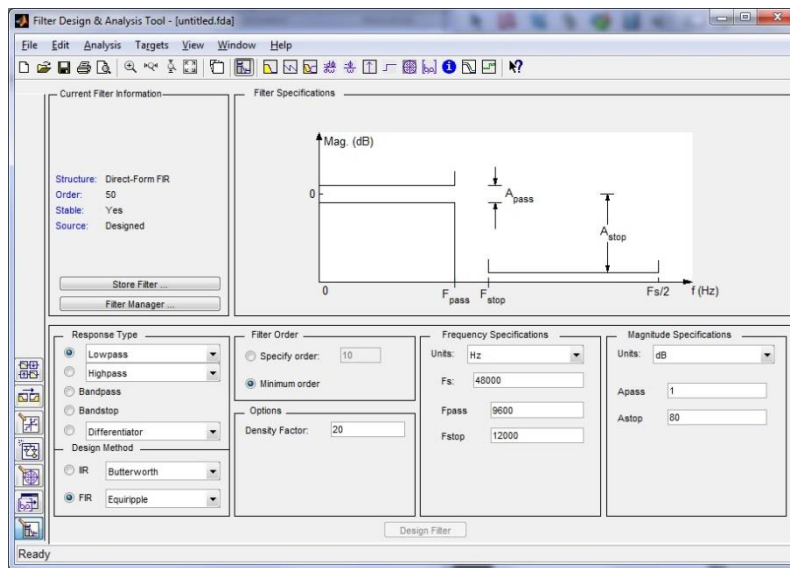 Filter Design & Analysis Tool - [untitled.fda]
File Edit Analysis Targets View Window Help
Current Filter Information
Structure: Direct-Form FIR
Order: 50
Stable: Yes
Source: Designed
Store Filter ...
Filter Manager ...
Filter Specifications
Mag. (dB)
0
A pass
A stop
0
F pass
F stop
Fs/2
f (Hz)
Response Type
Lowpass
Highpass
Bandpass
Bandstop
Differentiator
Design Method
IIR Butterworth
FIR Equiripple
Filter Order
Specify order: 10
Minimum order
Options
Density Factor: 20
Frequency Specifications
Units: Hz
Fs: 48000
Fpass 9600
Fstop 12000
Magnitude Specifications
Units: dB
Apass 1
Astop 80
Design Filter
Ready